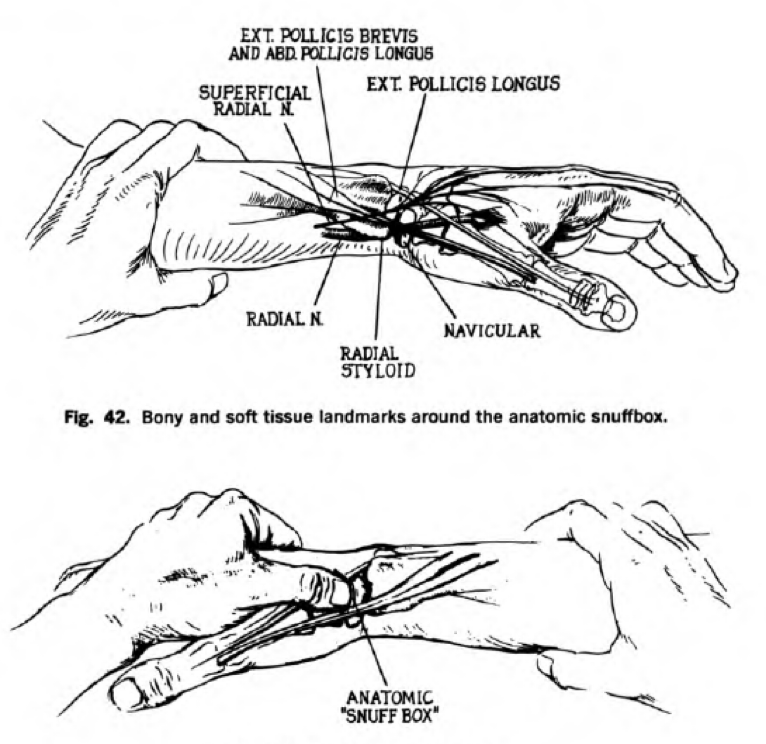 EXT. POLLICIS BREVIS
AND ABD. POLLICIS LONGUS
EXT. POLLICIS LONGUS
SUPERFICIAL
RADIAL N.
RADIAL N.
NAVICULAR
RADIAL
STYLOID
Fig. 42. Bony and soft tissue landmarks around the anatomic snuffbox.
ANATOMIC
"SNUFF BOX"